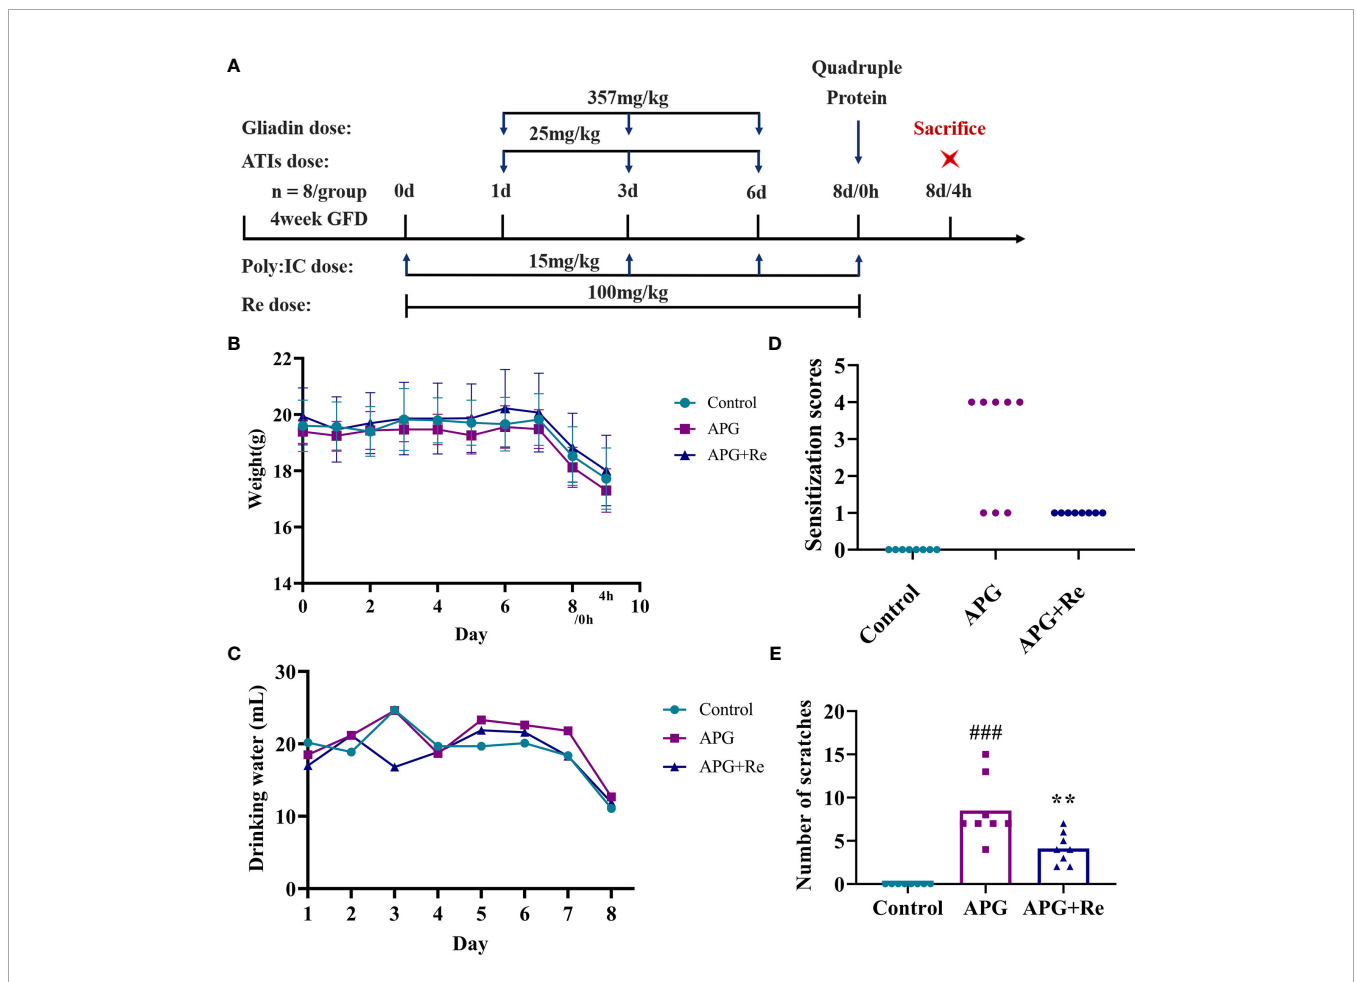 A
Quadruple
Protein
357mg/kg
Gliadin dose:
25mg/kg
Sacrifice
ATIs dose:
n = 8/group 0d 1d 3d 6d 8d/0h 8d/4h
4week GFD
Poly:IC dose: 15mg/kg
Re dose: 100mg/kg
B
22
20
18
16
14
Weight(g)
0 2 4 6 8 10
/0h 4h
Day
Control
APG
APG+Re
C
30
20
10
0
Drinking water (mL)
1 2 3 4 5 6 7 8
Day
Control
APG
APG+Re
D
5
4
3
2
1
0
Sensitization scores
Control APG APG+Re
E
20
15
10
5
0
Number of scratches
###
**
Control APG APG+Re